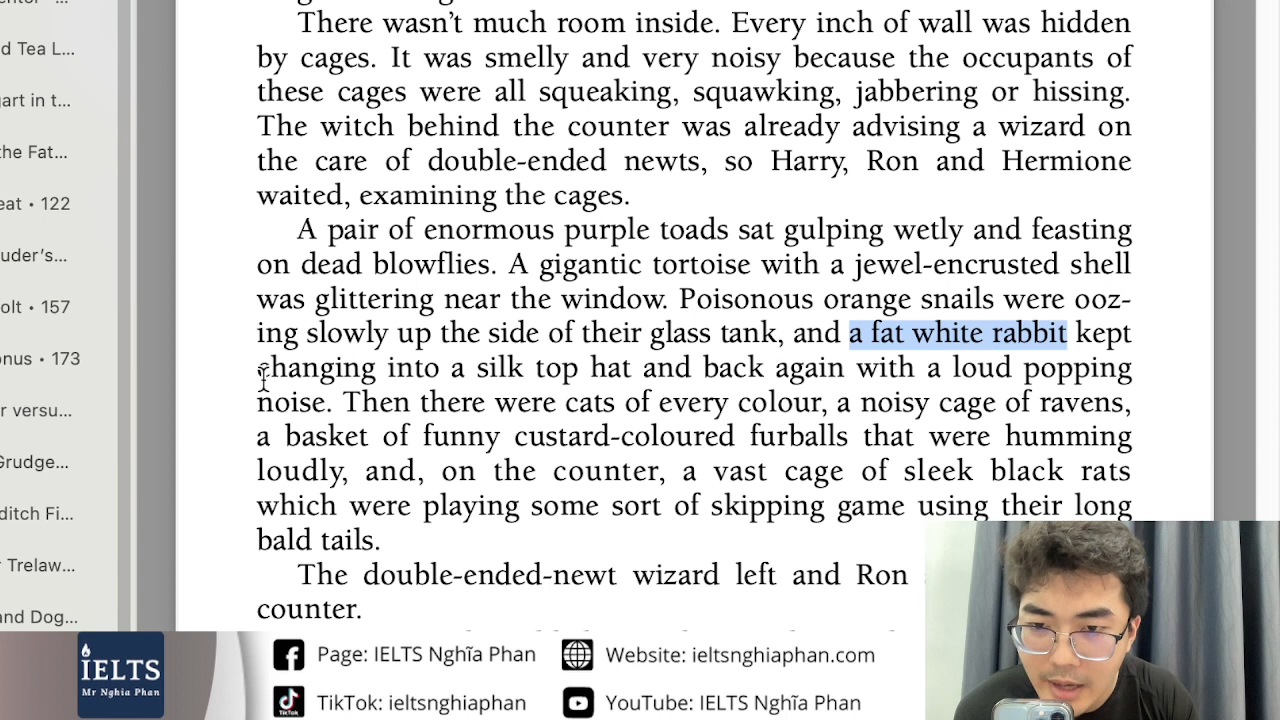 d Tea L...
There wasn't much room inside. Every inch of wall was hidden
by cages. It was smelly and very noisy because the occupants of
gart in t...
these cages were all squeaking, squawking, jabbering or hissing.
The witch behind the counter was already advising a wizard on
the Fat...
the care of double-ended newts, so Harry, Ron and Hermione
waited, examining the cages.
eat • 122
A pair of enormous purple toads sat gulping wetly and feasting
uder's...
on dead blowflies. A gigantic tortoise with a jewel-encrusted shell
was glittering near the window. Poisonous orange snails were ooz-
olt • 157
ing slowly up the side of their glass tank, and a fat white rabbit kept
onus • 173
changing into a silk top hat and back again with a loud popping
noise. Then there were cats of every colour, a noisy cage of ravens,
r versu...
a basket of funny custard-coloured furballs that were humming
Grudge...
loudly, and, on the counter, a vast cage of sleek black rats
which were playing some sort of skipping game using their long
ditch Fi...
bald tails.
r Trelaw...
The double-ended-newt wizard left and Ron
and Dog...
counter.
IELTS
Mr Nghia Phan
Page: IELTS Nghĩa Phan
Website: ieltsnghiaphan.com
TikTok: ieltsnghiaphan
YouTube: IELTS Nghĩa Phan